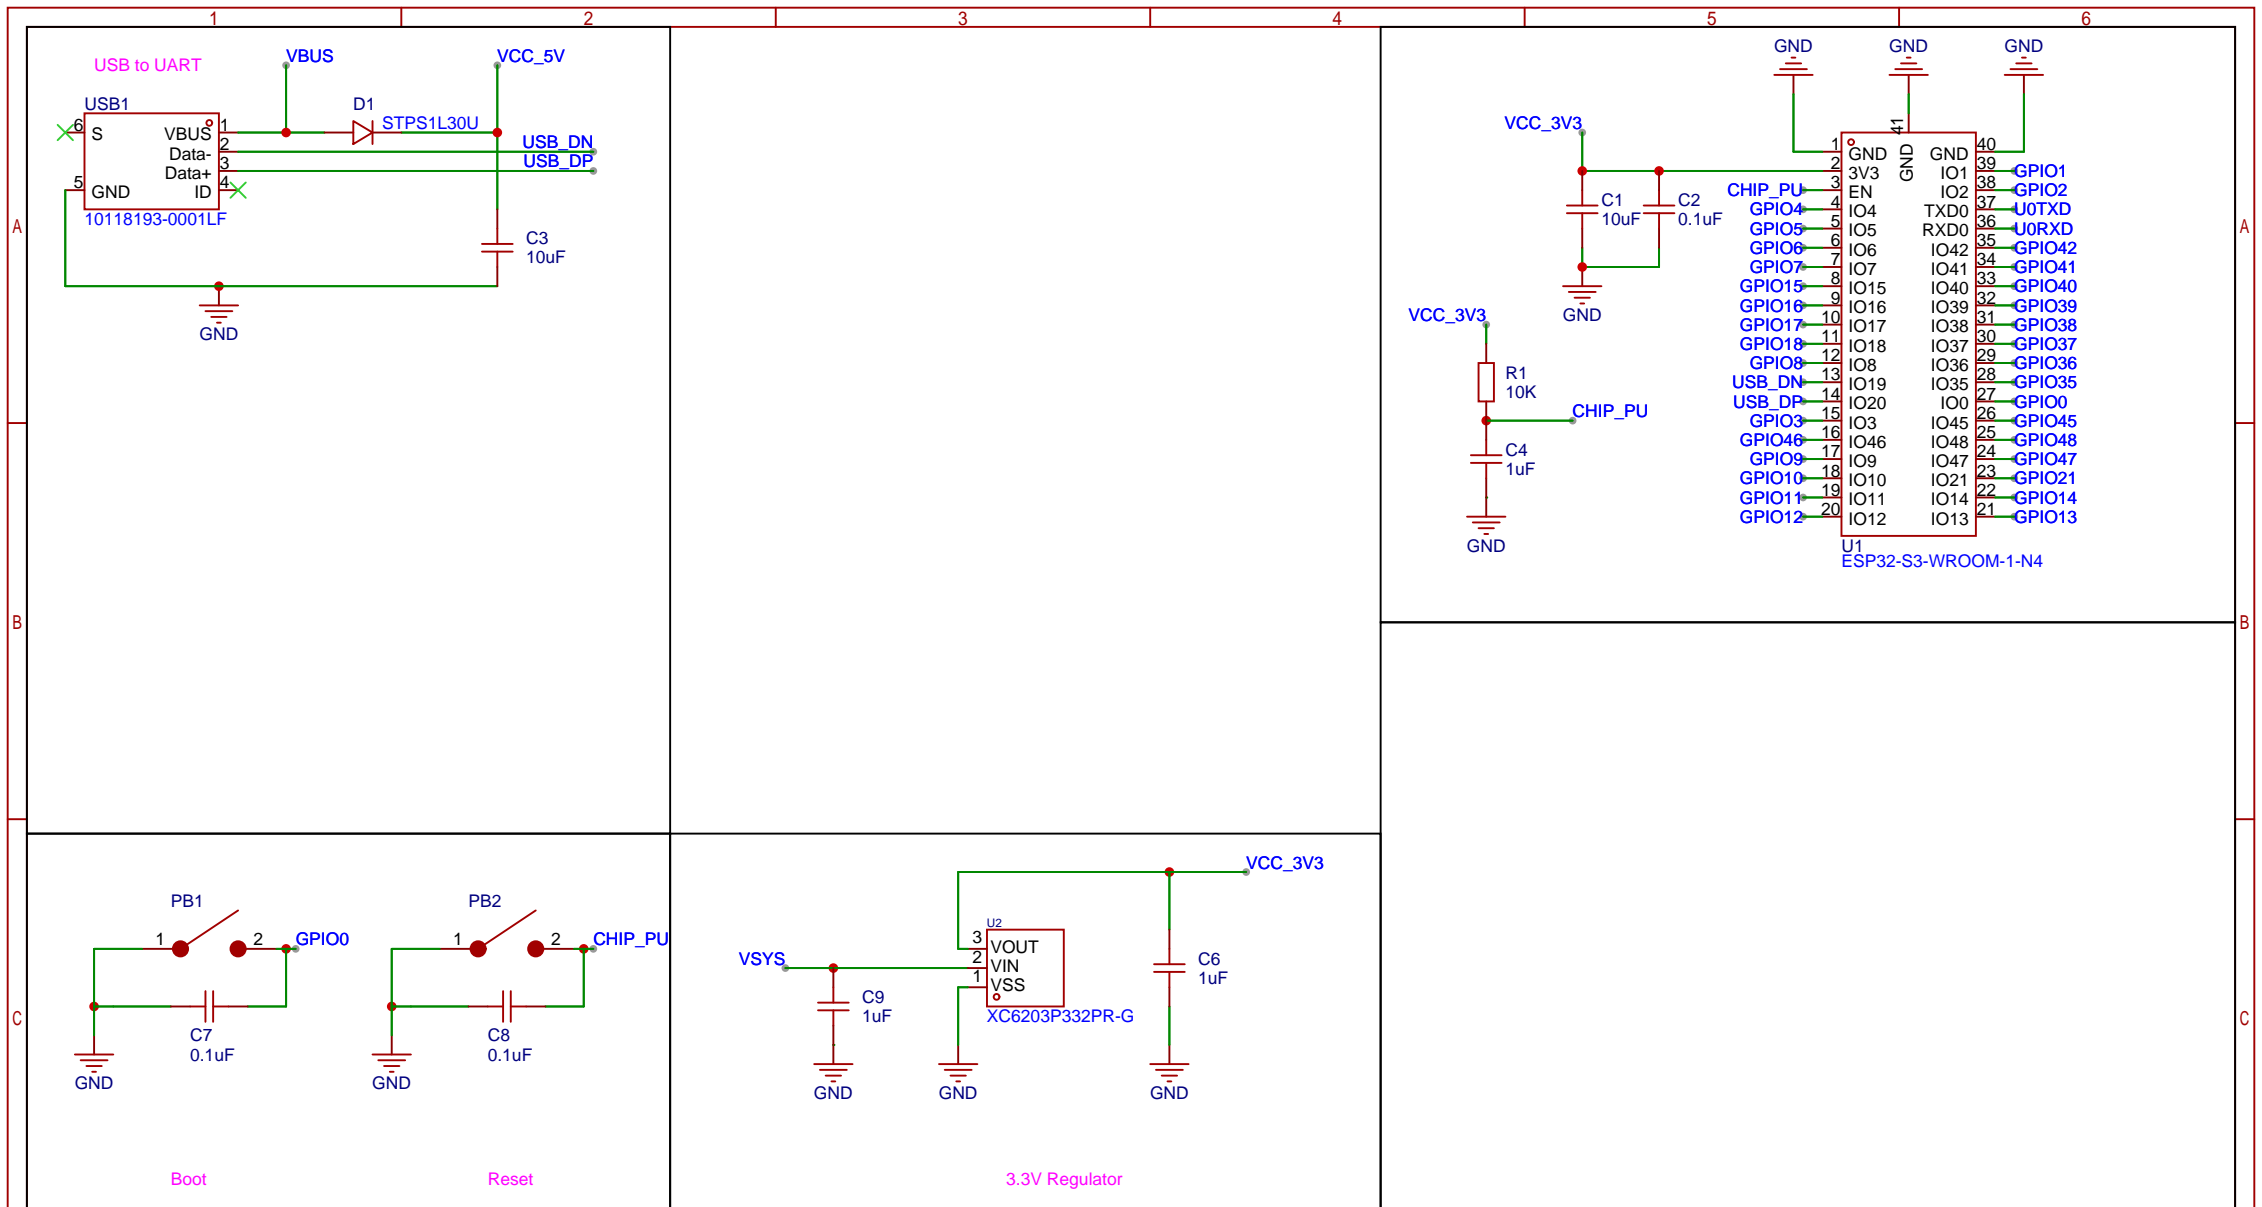 1 2 3 4 5 6
A
B
C
A
B
C
USB to UART
VBUS
VCC_5V
USB1
D1
STPS1L30U
6 S
VBUS 1
Data- 2
Data+ 3
5 GND
ID 4
10118193-0001LF
USB_DN
USB_DP
C3
10uF
GND
GND GND GND
VCC_3V3
C1
10uF
C2
0.1uF
GND
VCC_3V3
R1
10K
CHIP_PU
C4
1uF
GND
41 GND
1 GND GND 40
2 3V3 IO1 39 GPIO1
CHIP_PU 3 EN IO2 38 GPIO2
GPIO4 4 IO4 TXD0 37 U0TXD
GPIO5 5 IO5 RXD0 36 U0RXD
GPIO6 6 IO6 IO42 35 GPIO42
GPIO7 7 IO7 IO41 34 GPIO41
GPIO15 8 IO15 IO40 33 GPIO40
GPIO16 9 IO16 IO39 32 GPIO39
GPIO17 10 IO17 IO38 31 GPIO38
GPIO18 11 IO18 IO37 30 GPIO37
GPIO8 12 IO8 IO36 29 GPIO36
USB_DN 13 IO19 IO35 28 GPIO35
USB_DP 14 IO20 IO0 27 GPIO0
GPIO3 15 IO3 IO45 26 GPIO45
GPIO46 16 IO46 IO48 25 GPIO48
GPIO9 17 IO9 IO47 24 GPIO47
GPIO10 18 IO10 IO21 23 GPIO21
GPIO11 19 IO11 IO14 22 GPIO14
GPIO12 20 IO12 IO13 21 GPIO13
U1
ESP32-S3-WROOM-1-N4
PB1
1 2 GPIO0
C7
0.1uF
GND
Boot
PB2
1 2 CHIP_PU
C8
0.1uF
GND
Reset
VCC_3V3
U2
3 VOUT
VSYS 2 VIN
1 VSS
XC6203P332PR-G
C9
1uF
C6
1uF
GND GND GND
3.3V Regulator